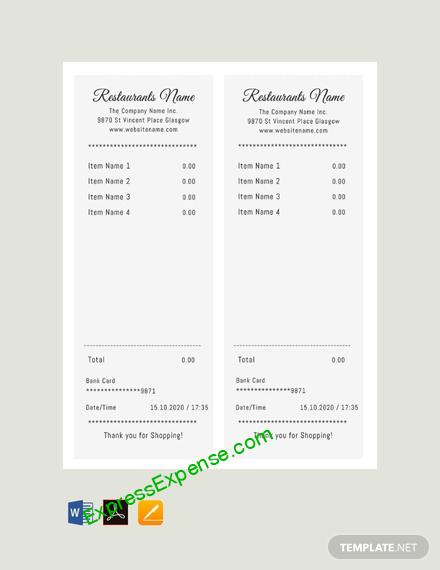 Restaurants Name
The Company Name Inc.
9870 St Vincent Place Glasgow
www.websitename.com
******************************
Item Name 1 0.00
Item Name 2 0.00
Item Name 3 0.00
Item Name 4 0.00
Total 0.00
Bank Card
***************9871
Date/Time 15.10.2020 / 17:35
******************************
Thank you for Shopping!
Restaurants Name
The Company Name Inc.
9870 St Vincent Place Glasgow
www.websitename.com
******************************
Item Name 1 0.00
Item Name 2 0.00
Item Name 3 0.00
Item Name 4 0.00
Total 0.00
Bank Card
***************9871
Date/Time 15.10.2020 / 17:35
******************************
Thank you for Shopping!
ExpressExpense.com
W
TEMPLATE.NET